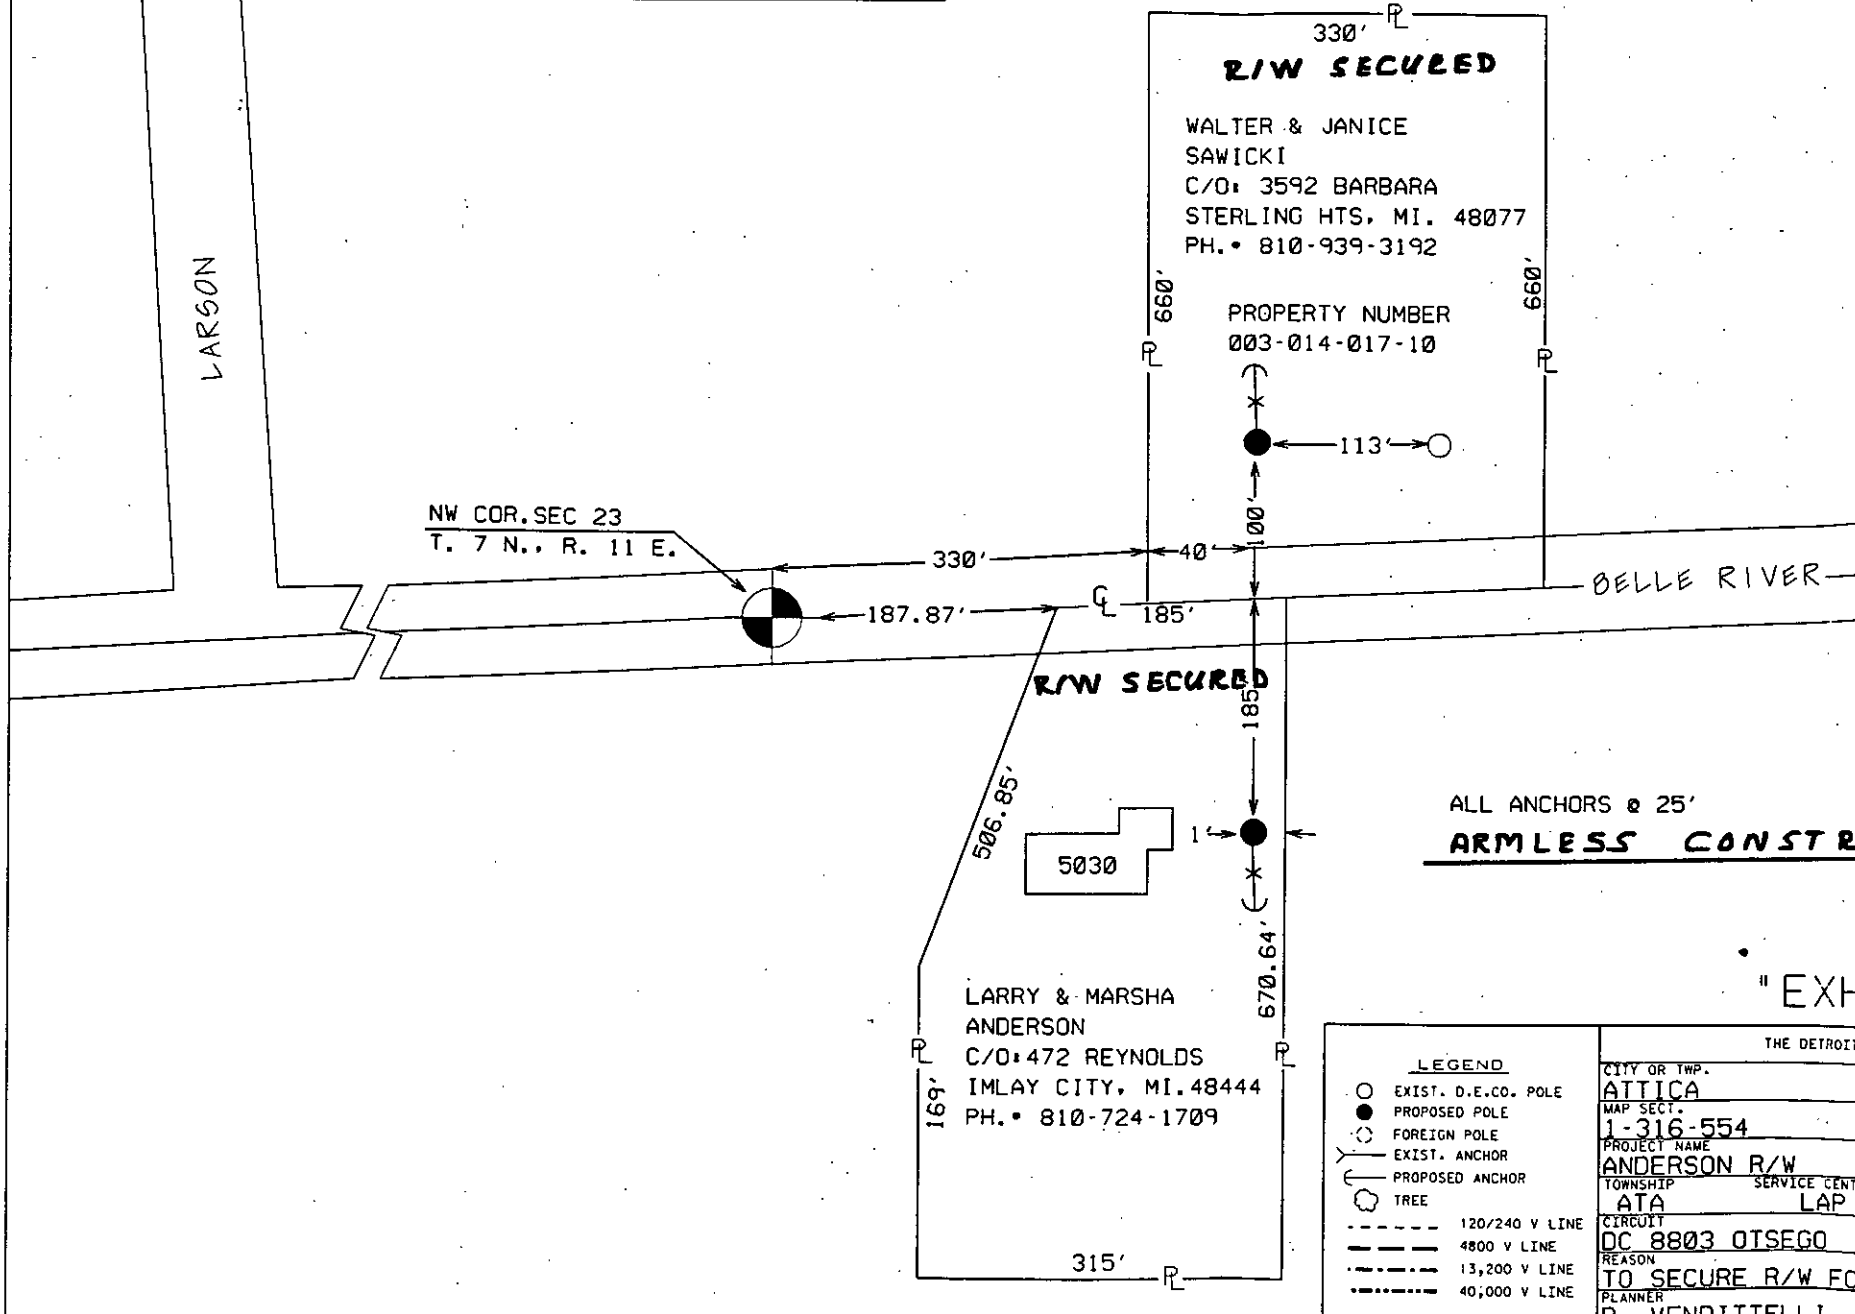 330'
R/W SECURED
WALTER & JANICE
SAWICKI
C/O: 3592 BARBARA
STERLING HTS, MI. 48077
PH.• 810-939-3192
660'
660'
PROPERTY NUMBER
003-014-017-10
LARSON
113'
100'
NW COR. SEC 23
T. 7 N., R. 11 E.
330'
40'
187.87'
185'
BELLE RIVER
R/W SECURED
185'
506.85'
1'
5030
ALL ANCHORS @ 25'
ARMLESS CONSTR
670.64'
"EXH
LARRY & MARSHA
ANDERSON
C/O: 472 REYNOLDS
IMLAY CITY, MI. 48444
PH.• 810-724-1709
169'
315'
LEGEND
EXIST. D.E.CO. POLE
PROPOSED POLE
FOREIGN POLE
EXIST. ANCHOR
PROPOSED ANCHOR
TREE
120/240 V LINE
4800 V LINE
13,200 V LINE
40,000 V LINE
THE DETROIT
CITY OR TWP.
ATTICA
MAP SECT.
1-316-554
PROJECT NAME
ANDERSON R/W
TOWNSHIP SERVICE CENT
ATA LAP
CIRCUIT
DC 8803 OTSEGO
REASON
TO SECURE R/W FO
PLANNER